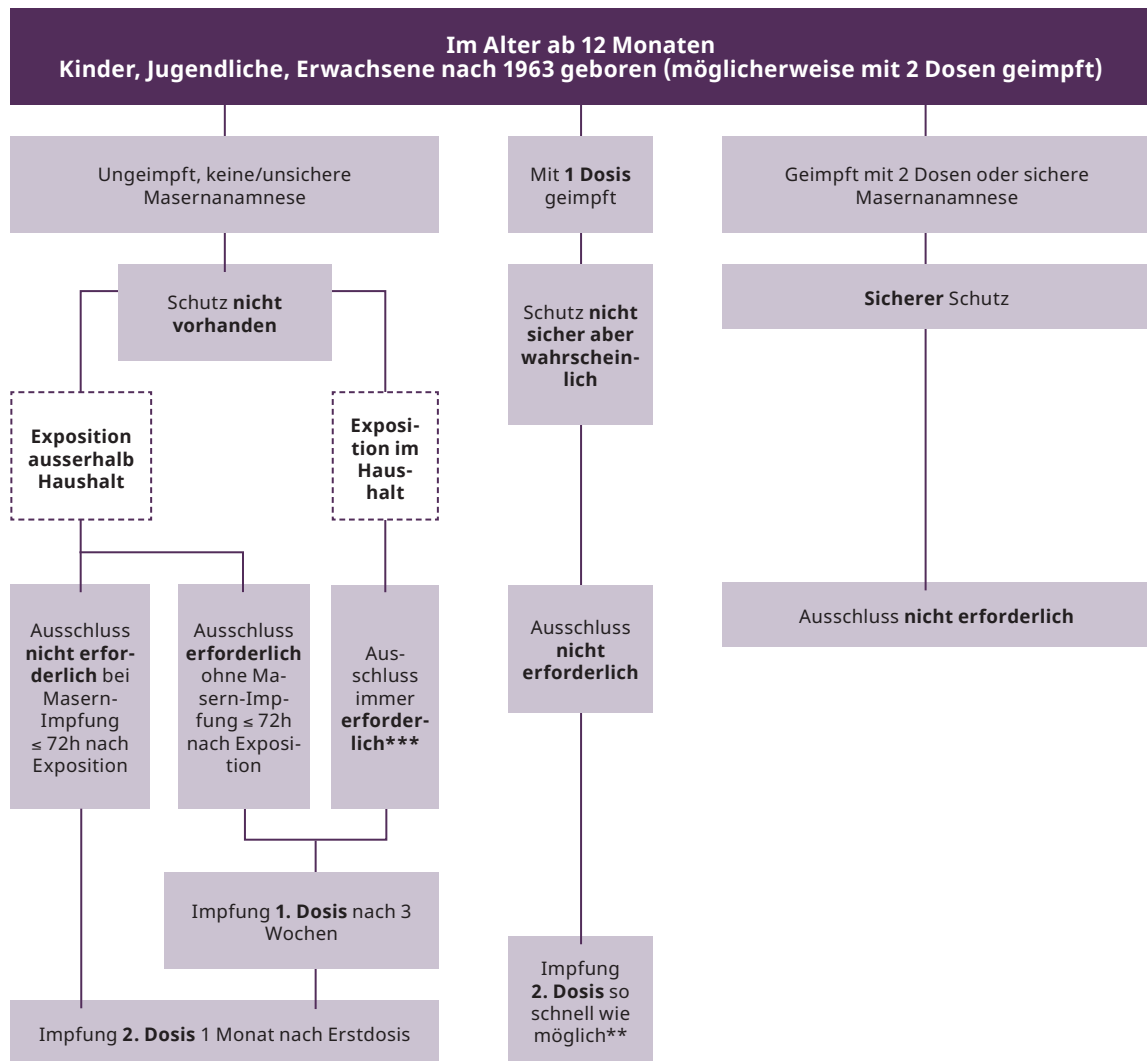 Im Alter ab 12 Monaten
Kinder, Jugendliche, Erwachsene nach 1963 geboren (möglicherweise mit 2 Dosen geimpft)
Ungeimpft, keine/unsichere
Masernanamnese
Mit 1 Dosis
geimpft
Geimpft mit 2 Dosen oder sichere
Masernanamnese
Schutz nicht
vorhanden
Schutz nicht
sicher aber
wahrschein-
lich
Sicherer Schutz
Exposition
ausserhalb
Haushalt
Exposi-
tion im
Haus-
halt
Ausschluss
nicht erfor-
derlich bei
Masern-
Impfung
≤ 72h nach
Exposition
Ausschluss
erforderlich
ohne Ma-
sern-Imp-
fung ≤ 72h
nach Exposi-
tion
Aus-
schluss
immer
erforder-
lich***
Ausschluss
nicht
erforderlich
Ausschluss nicht erforderlich
Impfung 1. Dosis nach 3
Wochen
Impfung
2. Dosis so
schnell wie
möglich**
Impfung 2. Dosis 1 Monat nach Erstdosis